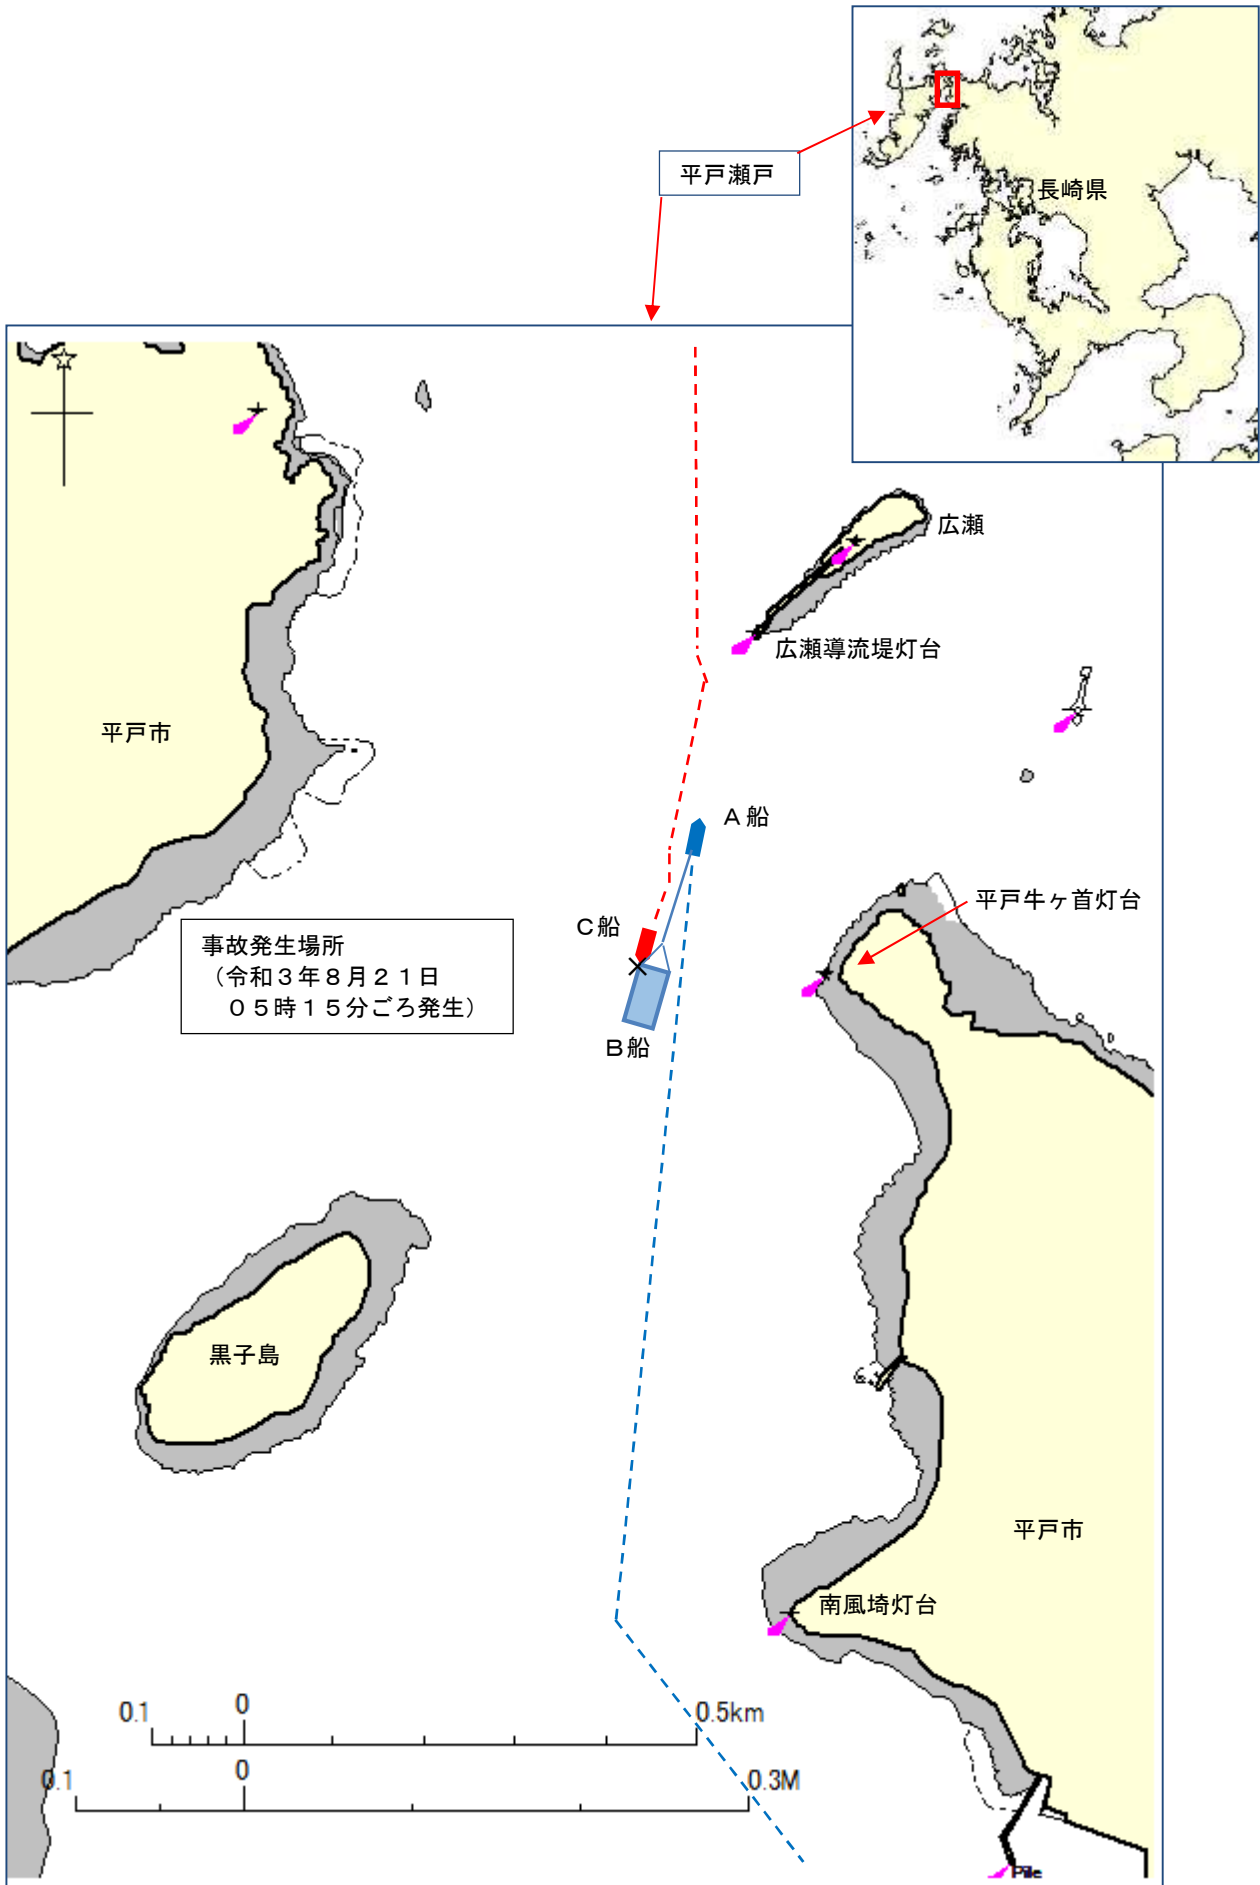 平戸瀬戸
長崎県
広瀬
広瀬導流堤灯台
平戸市
A船
平戸牛ヶ首灯台
C船
事故発生場所
(令和3年8月21日
05時15分ごろ発生)
B船
黒子島
平戸市
南風埼灯台
0.1 0 0.5km
0.1 0 0.3M
Pile